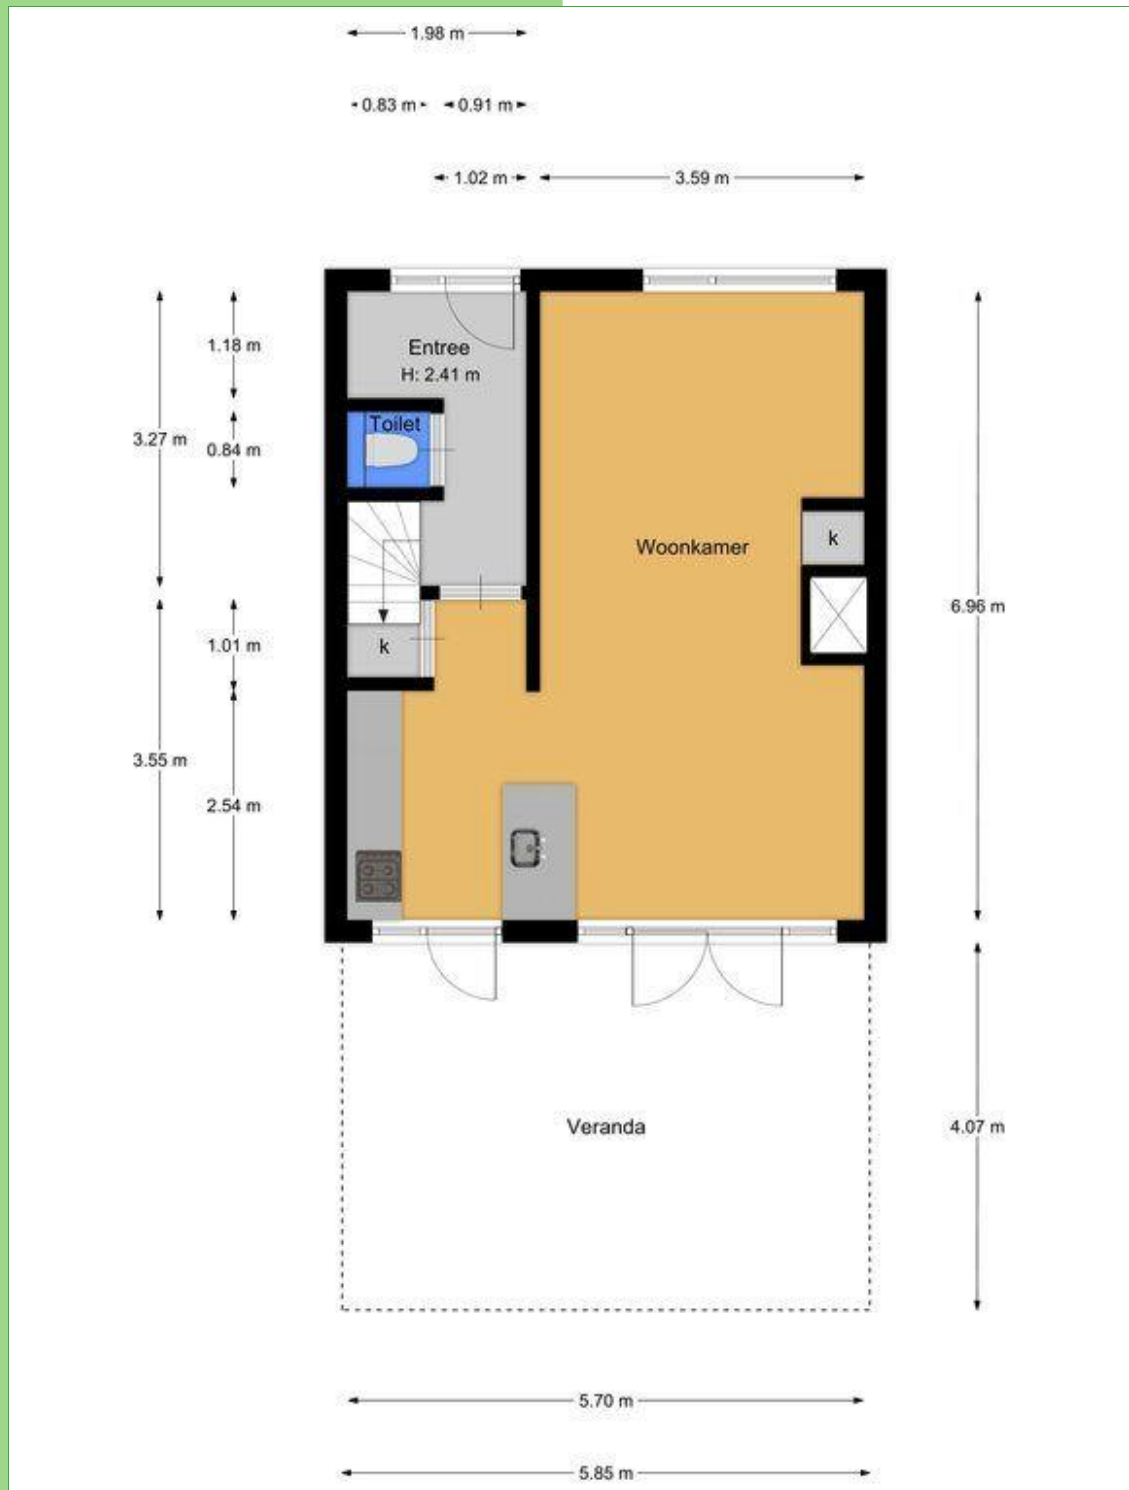 1.98 m
0.83 m
0.91 m
1.02 m
3.59 m
1.18 m
Entree
H: 2.41 m
Toilet
3.27 m
0.84 m
k
Woonkamer
6.96 m
1.01 m
k
3.55 m
2.54 m
Veranda
4.07 m
5.70 m
5.85 m